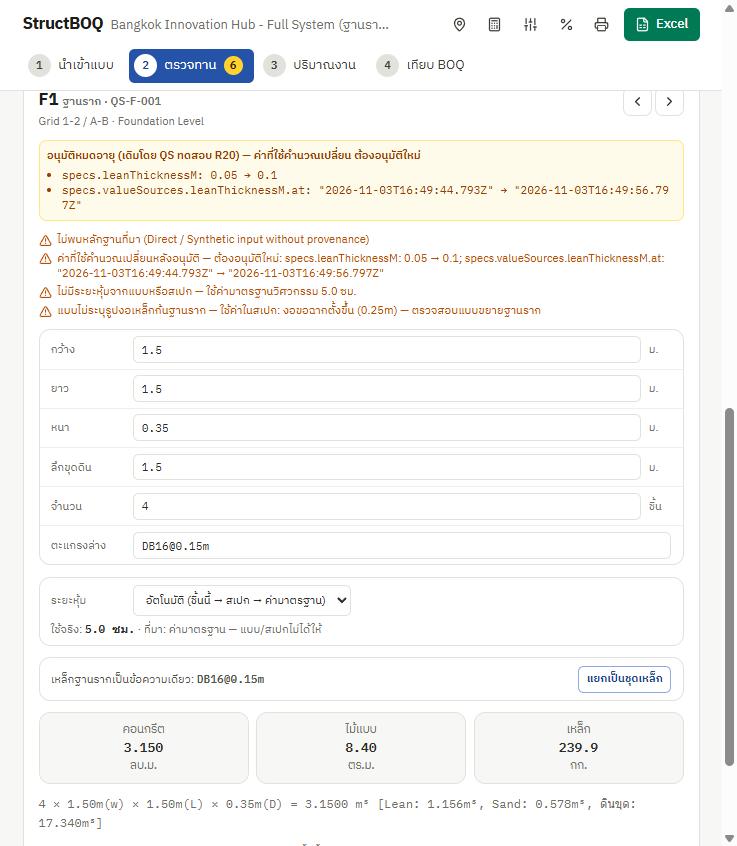 StructBOQ Bangkok Innovation Hub - Full System (ฐานรา...
Excel
1 นำเข้าแบบ 2 ตรวจทาน 6 3 ปริมาณงาน 4 เทียบ BOQ
F1 ฐานราก · QS-F-001
Grid 1-2 / A-B · Foundation Level
อนุมัติหมดอายุ (เดิมโดย QS ทดสอบ R20) — ค่าที่ใช้คำนวณเปลี่ยน ต้องอนุมัติใหม่
• specs.leanThicknessM: 0.05 → 0.1
• specs.valueSources.leanThicknessM.at: "2026-11-03T16:49:44.793Z" → "2026-11-03T16:49:56.79
7Z"
ไม่พบหลักฐานที่มา (Direct / Synthetic input without provenance)
ค่าที่ใช้คำนวณเปลี่ยนหลังอนุมัติ — ต้องอนุมัติใหม่: specs.leanThicknessM: 0.05 → 0.1; specs.valueSources.leanThicknessM.at:
"2026-11-03T16:49:44.793Z" → "2026-11-03T16:49:56.797Z"
ไม่มีระยะหุ้มจากแบบหรือสเปก — ใช้ค่ามาตรฐานวิศวกรรม 5.0 ซม.
แบบไม่ระบุรูปงอเหล็กก้นฐานราก — ใช้ค่าในสเปก: งอขอฉากตั้งขึ้น (0.25m) — ตรวจสอบแบบขยายฐานราก
กว้าง 1.5 ม.
ยาว 1.5 ม.
หนา 0.35 ม.
ลึกขุดดิน 1.5 ม.
จำนวน 4 ชิ้น
ตะแกรงล่าง DB16@0.15m
ระยะหุ้ม อัตโนมัติ (ชิ้นนี้ → สเปก → ค่ามาตรฐาน)
ใช้จริง: 5.0 ซม. · ที่มา: ค่ามาตรฐาน — แบบ/สเปกไม่ได้ให้
เหล็กฐานรากเป็นข้อความเดียว: DB16@0.15m แยกเป็นชุดเหล็ก
คอนกรีต ไม้แบบ เหล็ก
3.150 8.40 239.9
ลบ.ม. ตร.ม. กก.
4 × 1.50m(w) × 1.50m(L) × 0.35m(D) = 3.1500 m³ [Lean: 1.156m³, Sand: 0.578m³, ดินขุด:
17.340m³]